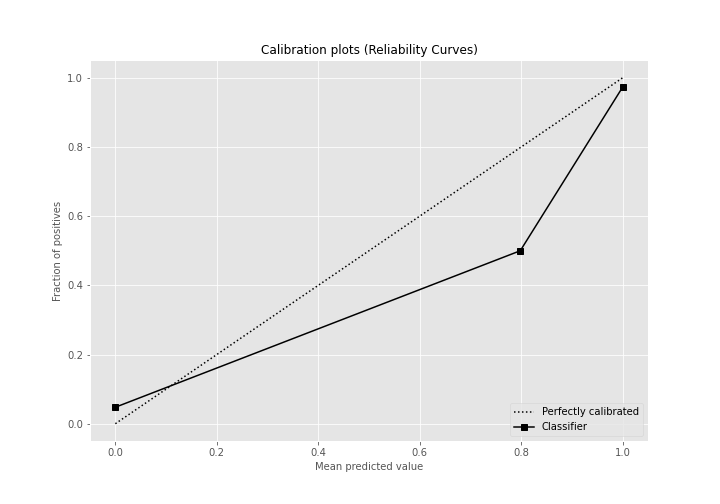 Calibration plots (Reliability Curves)
1.0
0.8
0.6
0.4
0.2
0.0
Fraction of positives
Perfectly calibrated
Classifier
0.0 0.2 0.4 0.6 0.8 1.0
Mean predicted value